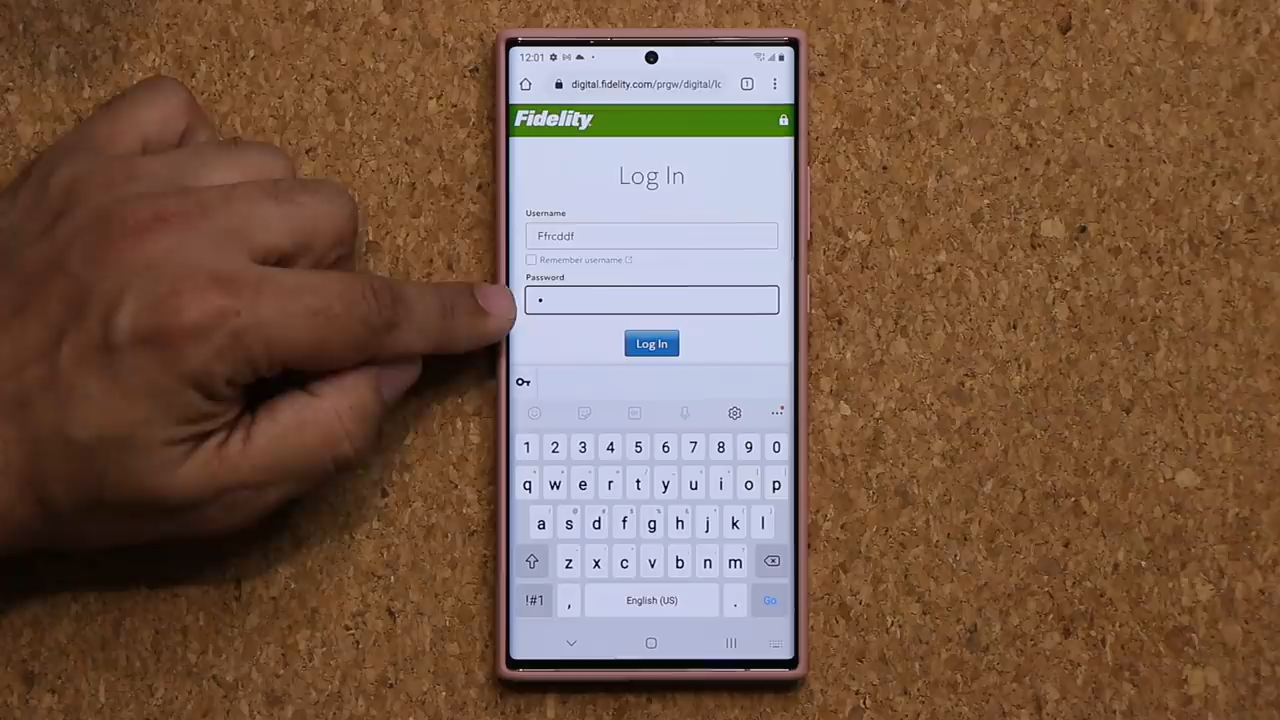 12:01
digital.fidelity.com/prgw/digital/lc
1
Fidelity
Log In
Username
Ffrcddf
Remember username
Password
•
Log In
1 2 3 4 5 6 7 8 9 0
q w e r t y u i o p
a s d f g h j k l
z x c v b n m
!#1 , English (US) . Go